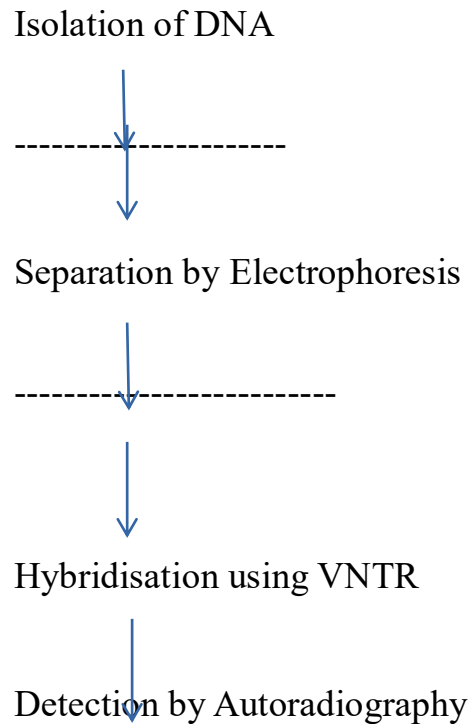 Isolation of DNA
----------------------
Separation by Electrophoresis
--------------------------
Hybridisation using VNTR
Detection by Autoradiography